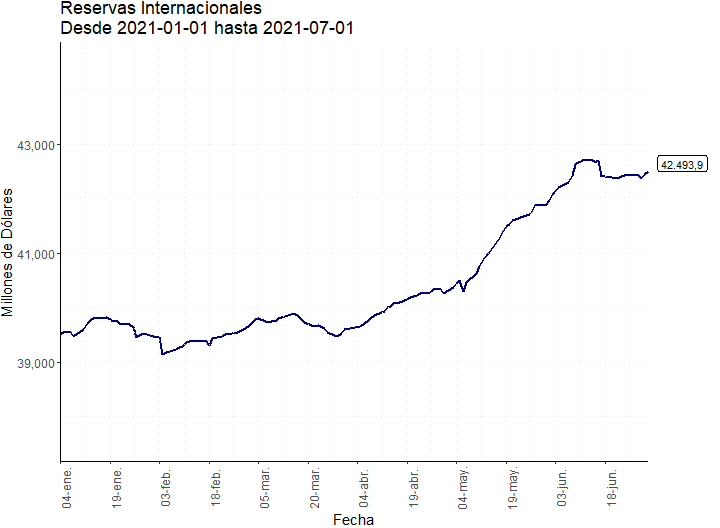 Reservas Internacionales
Desde 2021-01-01 hasta 2021-07-01
Millones de Dólares
43,000
41,000
39,000
42.493,9
04-ene.
19-ene.
03-feb.
18-feb.
05-mar.
20-mar.
04-abr.
19-abr.
04-may.
19-may.
03-jun.
18-jun.
Fecha